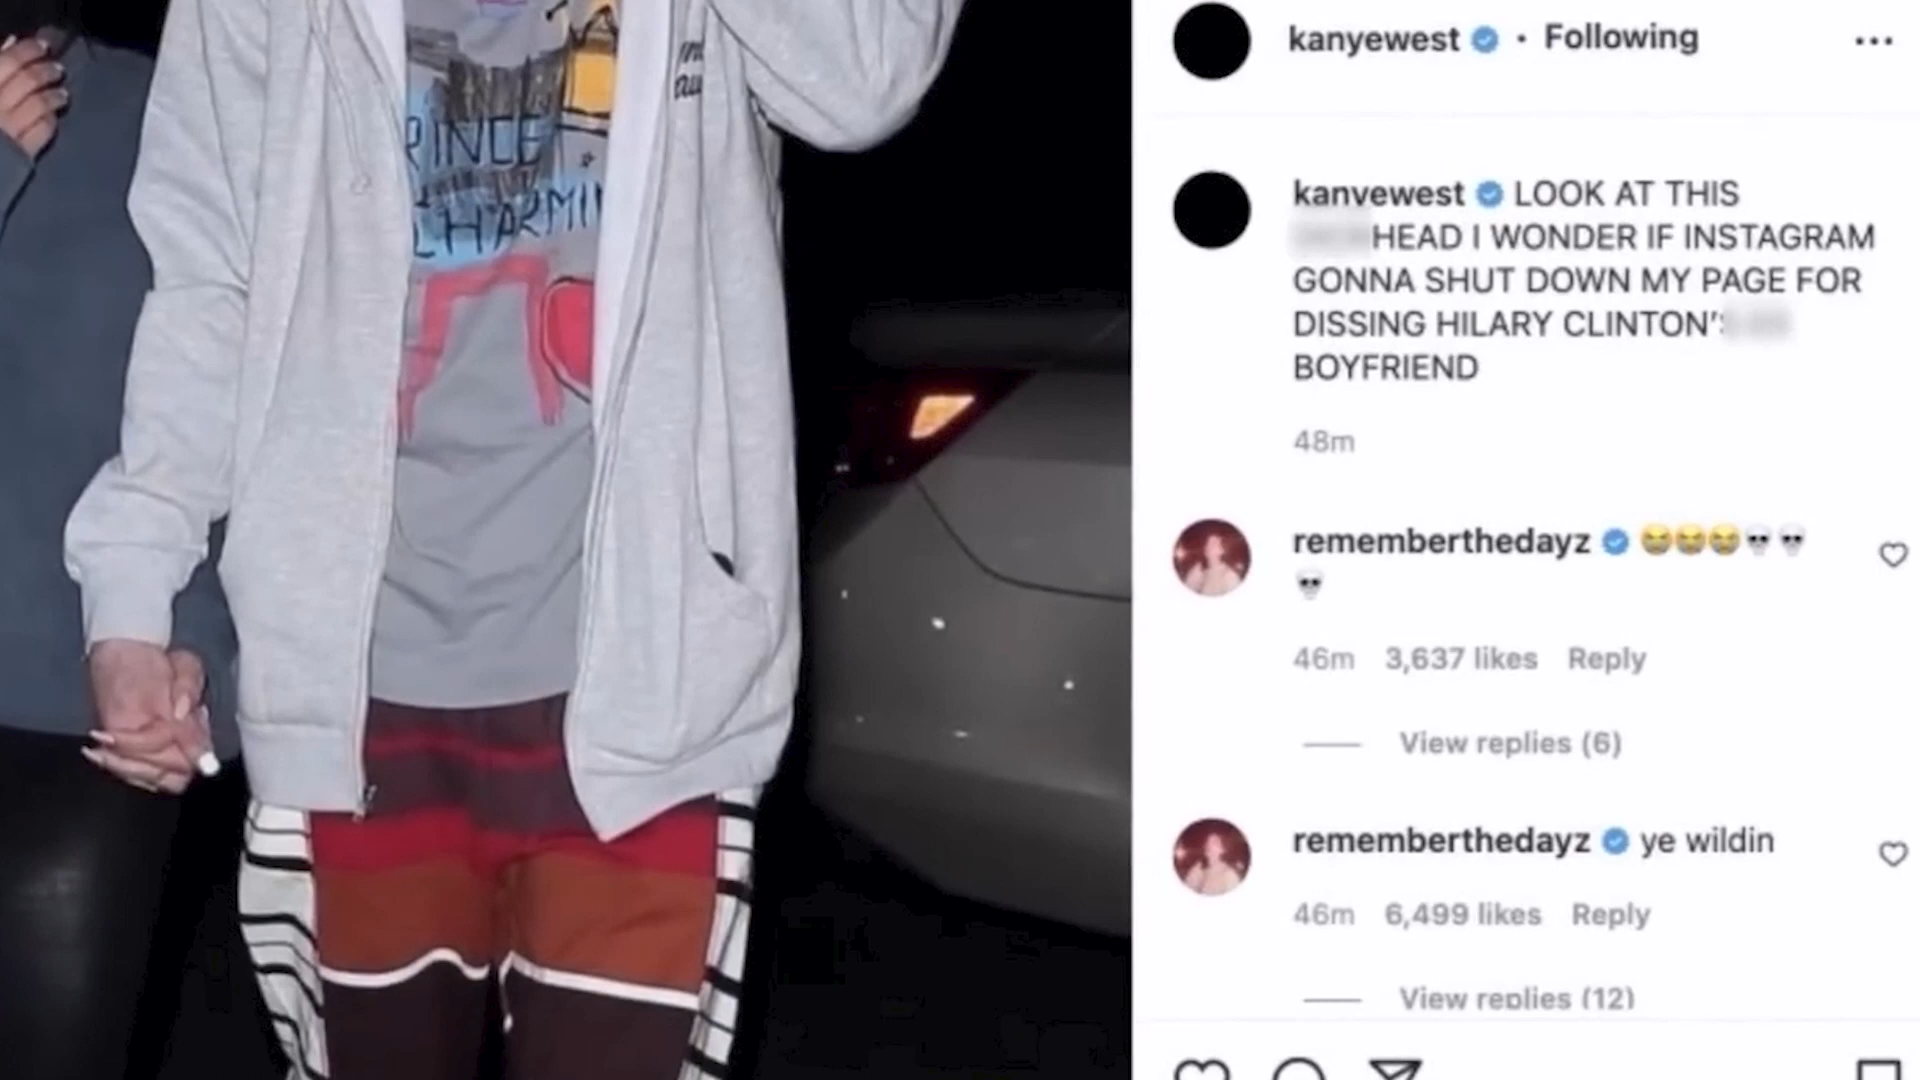 RINCE
CHARMIN
kanyewest • Following
kanyewest LOOK AT THIS
HEAD I WONDER IF INSTAGRAM
GONNA SHUT DOWN MY PAGE FOR
DISSING HILARY CLINTON'
BOYFRIEND
48m
rememberthedayz 😭😭😭💀💀
💀
46m 3,637 likes Reply
View replies (6)
rememberthedayz ye wildin
46m 6,499 likes Reply
View replies (12)